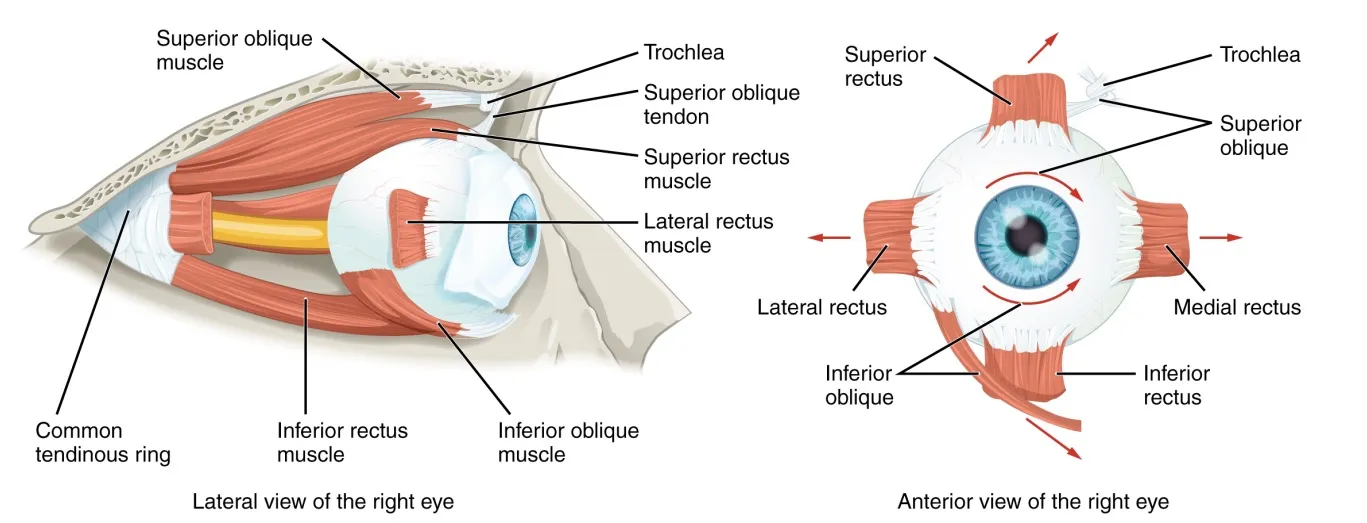 Superior oblique
muscle
Trochlea
Superior oblique
tendon
Superior rectus
muscle
Lateral rectus
muscle
Common
tendinous ring
Inferior rectus
muscle
Inferior oblique
muscle
Lateral view of the right eye
Superior
rectus
Trochlea
Superior
oblique
Lateral rectus
Medial rectus
Inferior
oblique
Inferior
rectus
Anterior view of the right eye